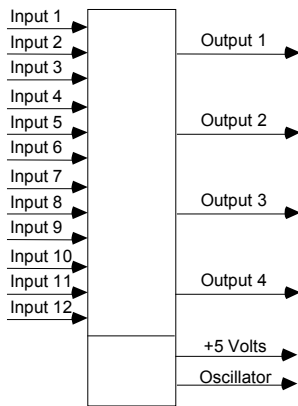 Input 1
Input 2
Input 3
Input 4
Input 5
Input 6
Input 7
Input 8
Input 9
Input 10
Input 11
Input 12
Output 1
Output 2
Output 3
Output 4
+5 Volts
Oscillator